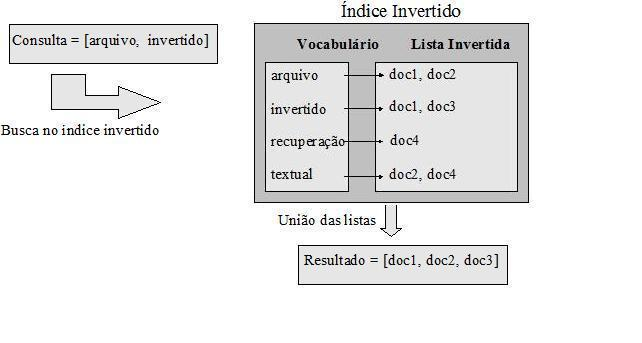 Índice Invertido
Consulta = [arquivo, invertido]
Vocabulário Lista Invertida
arquivo doc1, doc2
invertido doc1, doc3
Busca no indice invertido
recuperação doc4
textual doc2, doc4
União das listas
Resultado = [doc1, doc2, doc3]